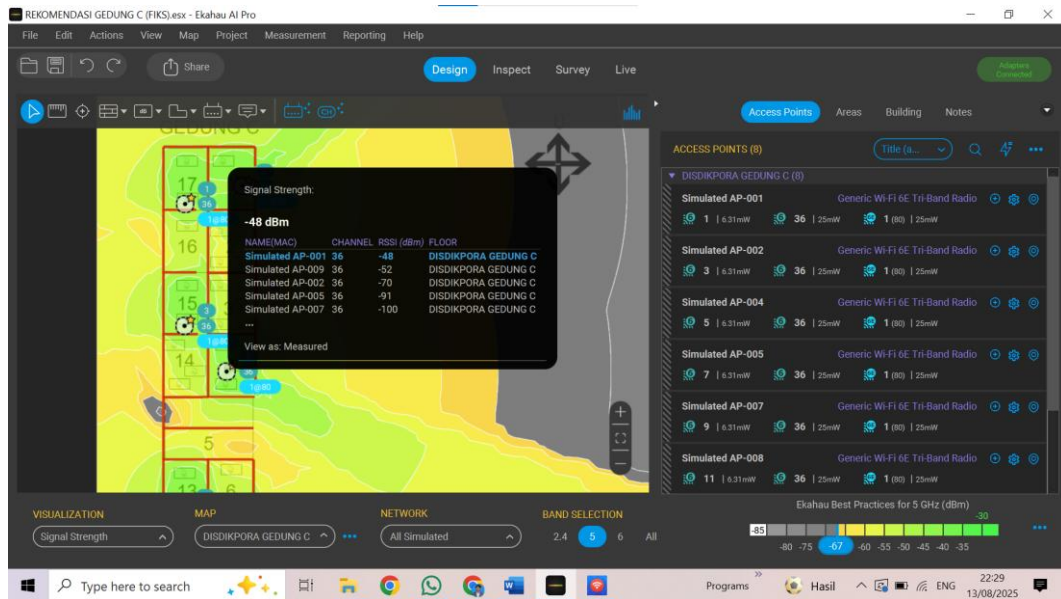 REKOMENDASI GEDUNG C (FIKS).esx - Ekahau AI Pro
File Edit Actions View Map Project Measurement Reporting Help
Share
Design Inspect Survey Live
Adapters Connected
Access Points Areas Building Notes
GEDUNG C
ACCESS POINTS (8)
Title (a...
DISDIKPORA GEDUNG C (8)
17
1
36
1@80
16
15
3
36
14
36
1@80
5
13
6
Signal Strength:
-48 dBm
NAME(MAC) CHANNEL RSSI (dBm) FLOOR
Simulated AP-001 36 -48 DISDIKPORA GEDUNG C
Simulated AP-009 36 -52 DISDIKPORA GEDUNG C
Simulated AP-002 36 -70 DISDIKPORA GEDUNG C
Simulated AP-005 36 -91 DISDIKPORA GEDUNG C
Simulated AP-007 36 -100 DISDIKPORA GEDUNG C
...
View as: Measured
Simulated AP-001 Generic Wi-Fi 6E Tri-Band Radio
1 | 6.31mW 36 | 25mW 1 (80) | 25mW
Simulated AP-002 Generic Wi-Fi 6E Tri-Band Radio
3 | 6.31mW 36 | 25mW 1 (80) | 25mW
Simulated AP-004 Generic Wi-Fi 6E Tri-Band Radio
5 | 6.31mW 36 | 25mW 1 (80) | 25mW
Simulated AP-005 Generic Wi-Fi 6E Tri-Band Radio
7 | 6.31mW 36 | 25mW 1 (80) | 25mW
Simulated AP-007 Generic Wi-Fi 6E Tri-Band Radio
9 | 6.31mW 36 | 25mW 1 (80) | 25mW
Simulated AP-008 Generic Wi-Fi 6E Tri-Band Radio
11 | 6.31mW 36 | 25mW 1 (80) | 25mW
VISUALIZATION MAP NETWORK BAND SELECTION
Signal Strength DISDIKPORA GEDUNG C All Simulated 2.4 5 6 All
Ekahau Best Practices for 5 GHz (dBm)
-30
-85
-80 -75 -67 -60 -55 -50 -45 -40 -35
Type here to search
Programs
Hasil
ENG
22:29
13/08/2025